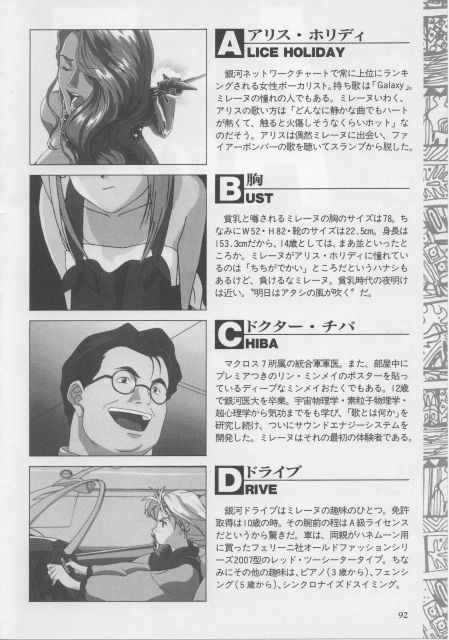 アリス・ホリディ
ALICE HOLIDAY
銀河ネットワークチャートで常に上位にランキ
ングされる女性ボーカリスト。持ち歌は「Galaxy」。
ミレーヌの憧れの人でもある。ミレーヌいわく、
アリスの歌い方は「どんなに静かな曲でもハート
が熱くて、触ると火傷しそうなくらいホット」な
のだそう。アリスは偶然ミレーヌに出会い、ファ
イアーボンバーの歌を聴いてスランプから脱した。
胸
BUST
貧乳と噂されるミレーヌの胸のサイズは78。ち
なみにW52・H82・靴のサイズは22.5cm。身長は
153.3cmだから、14歳としては、まあ並といったと
ころか。ミレーヌがアリス・ホリディに憧れてい
るのは「ちちがでかい」ところだというハナシも
あるけど、負けるなミレーヌ。貧乳時代の夜明け
は近い。〝明日はアタシの風が吹く〟だ。
ドクター・チバ
CHIBA
マクロス7所属の統合軍軍医。また、部屋中に
プレミアつきのリン・ミンメイのポスターを貼っ
ているディープなミンメイおたくでもある。12歳
で銀河医大を卒業。宇宙物理学・素粒子物理学・
超心理学から気功までをも学び、「歌とは何か」を
研究し続け、ついにサウンドエナジーシステムを
開発した。ミレーヌはその最初の体験者である。
ドライブ
DRIVE
銀河ドライブはミレーヌの趣味のひとつ。免許
取得は10歳の時。その腕前の程はA級ライセンス
だというから驚きだ。車は、両親がハネムーン用
に買ったフェリーニ社オールドファッションシリ
ーズ2007型のレッド・ツーシータータイプ。ちな
みにその他の趣味は、ピアノ(3歳から)、フェンシ
ング(5歳から)、シンクロナイズドスイミング。
92